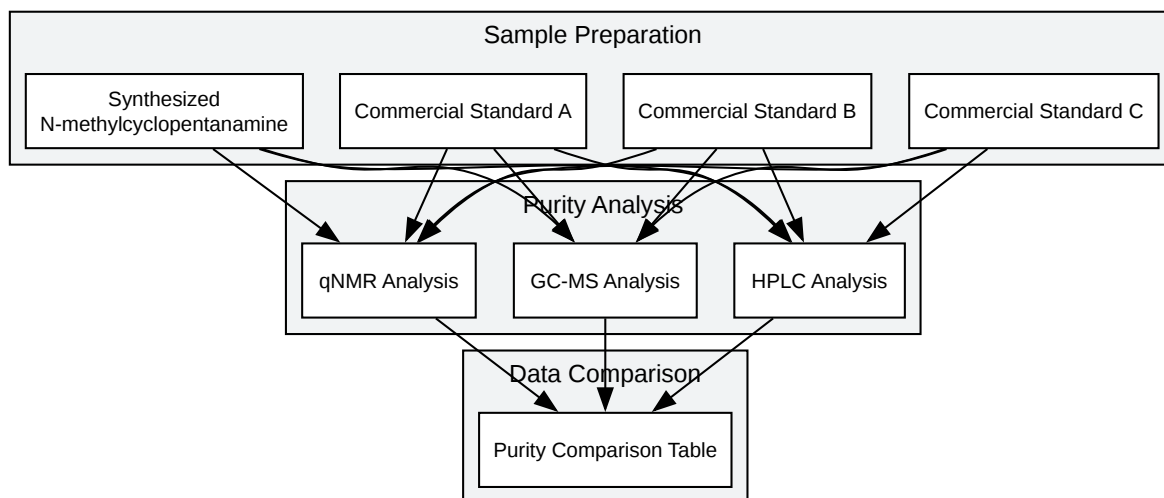 Sample Preparation
Synthesized
N-methylcyclopentanamine
Commercial Standard A
Commercial Standard B
Commercial Standard C
Purity Analysis
qNMR Analysis
GC-MS Analysis
HPLC Analysis
Data Comparison
Purity Comparison Table